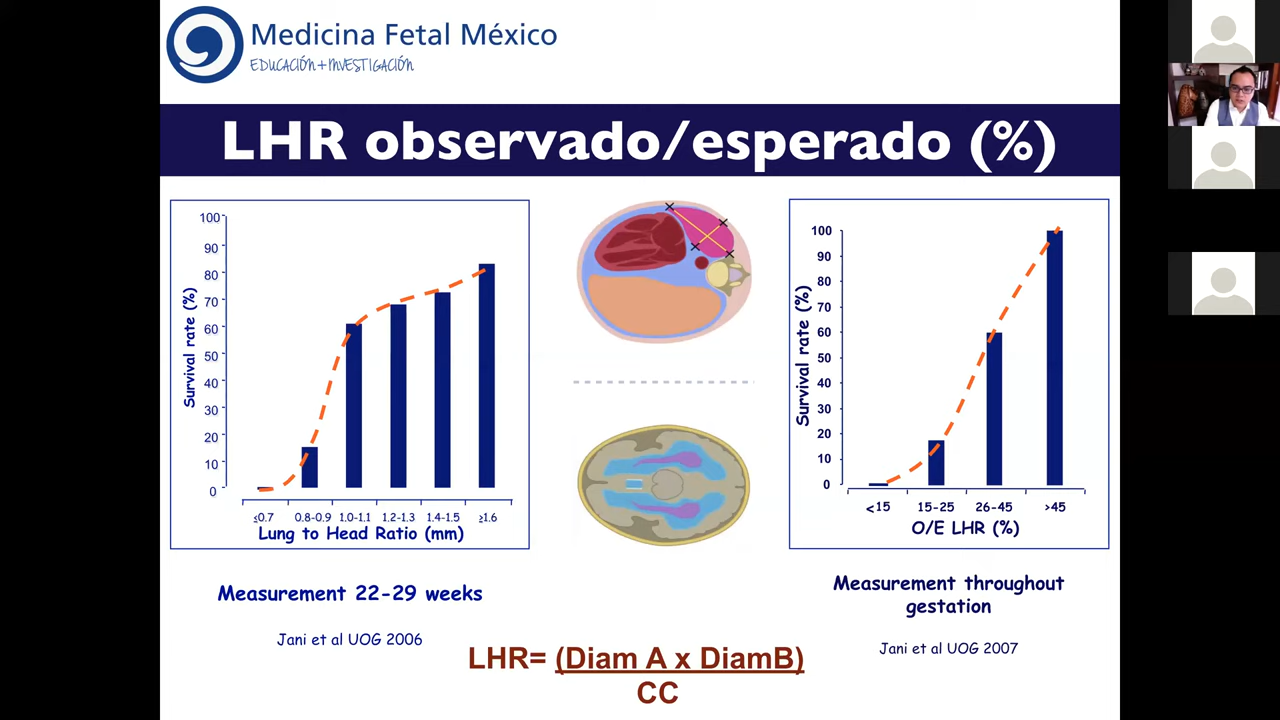 Medicina Fetal México
EDUCACIÓN+INVESTIGACIÓN
LHR observado/esperado (%)
100
90
80
70
60
50
40
30
20
10
0
Survival rate (%)
≤0.7 0.8-0.9 1.0-1.1 1.2-1.3 1.4-1.5 ≥1.6
Lung to Head Ratio (mm)
Measurement 22-29 weeks
Jani et al UOG 2006
100
90
80
70
60
50
40
30
20
10
0
Survival rate (%)
<15 15-25 26-45 >45
O/E LHR (%)
Measurement throughout
gestation
Jani et al UOG 2007
LHR= (Diam A x DiamB)
CC